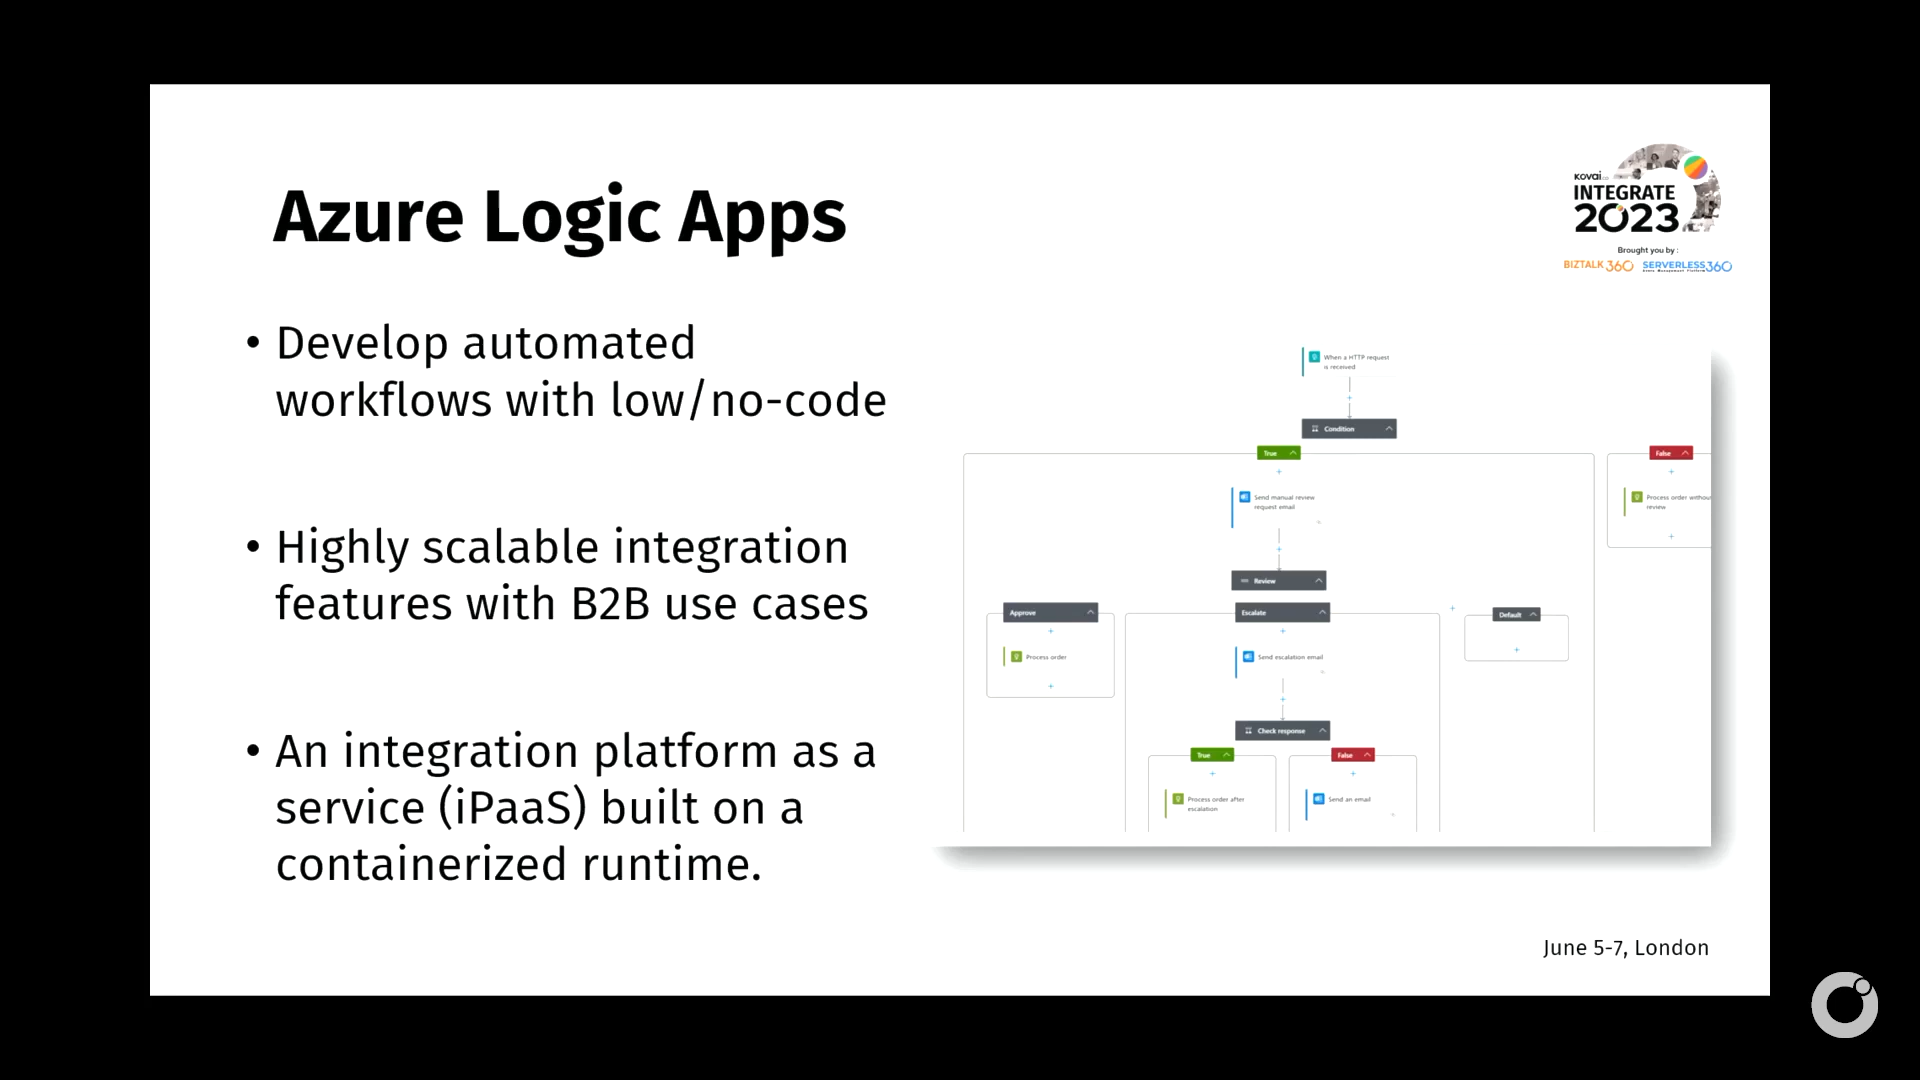 Azure Logic Apps
kovai.co
INTEGRATE
2023
Brought you by :
BIZTALK360 SERVERLESS360
• Develop automated
workflows with low/no-code
• Highly scalable integration
features with B2B use cases
• An integration platform as a
service (iPaaS) built on a
containerized runtime.
When a HTTP request
is received
Condition
True
False
Send manual review
request email
Process order withou
review
Review
Approve
Escalate
Default
Process order
Send escalation email
Check response
True
False
Process order after
escalation
Send an email
June 5-7, London